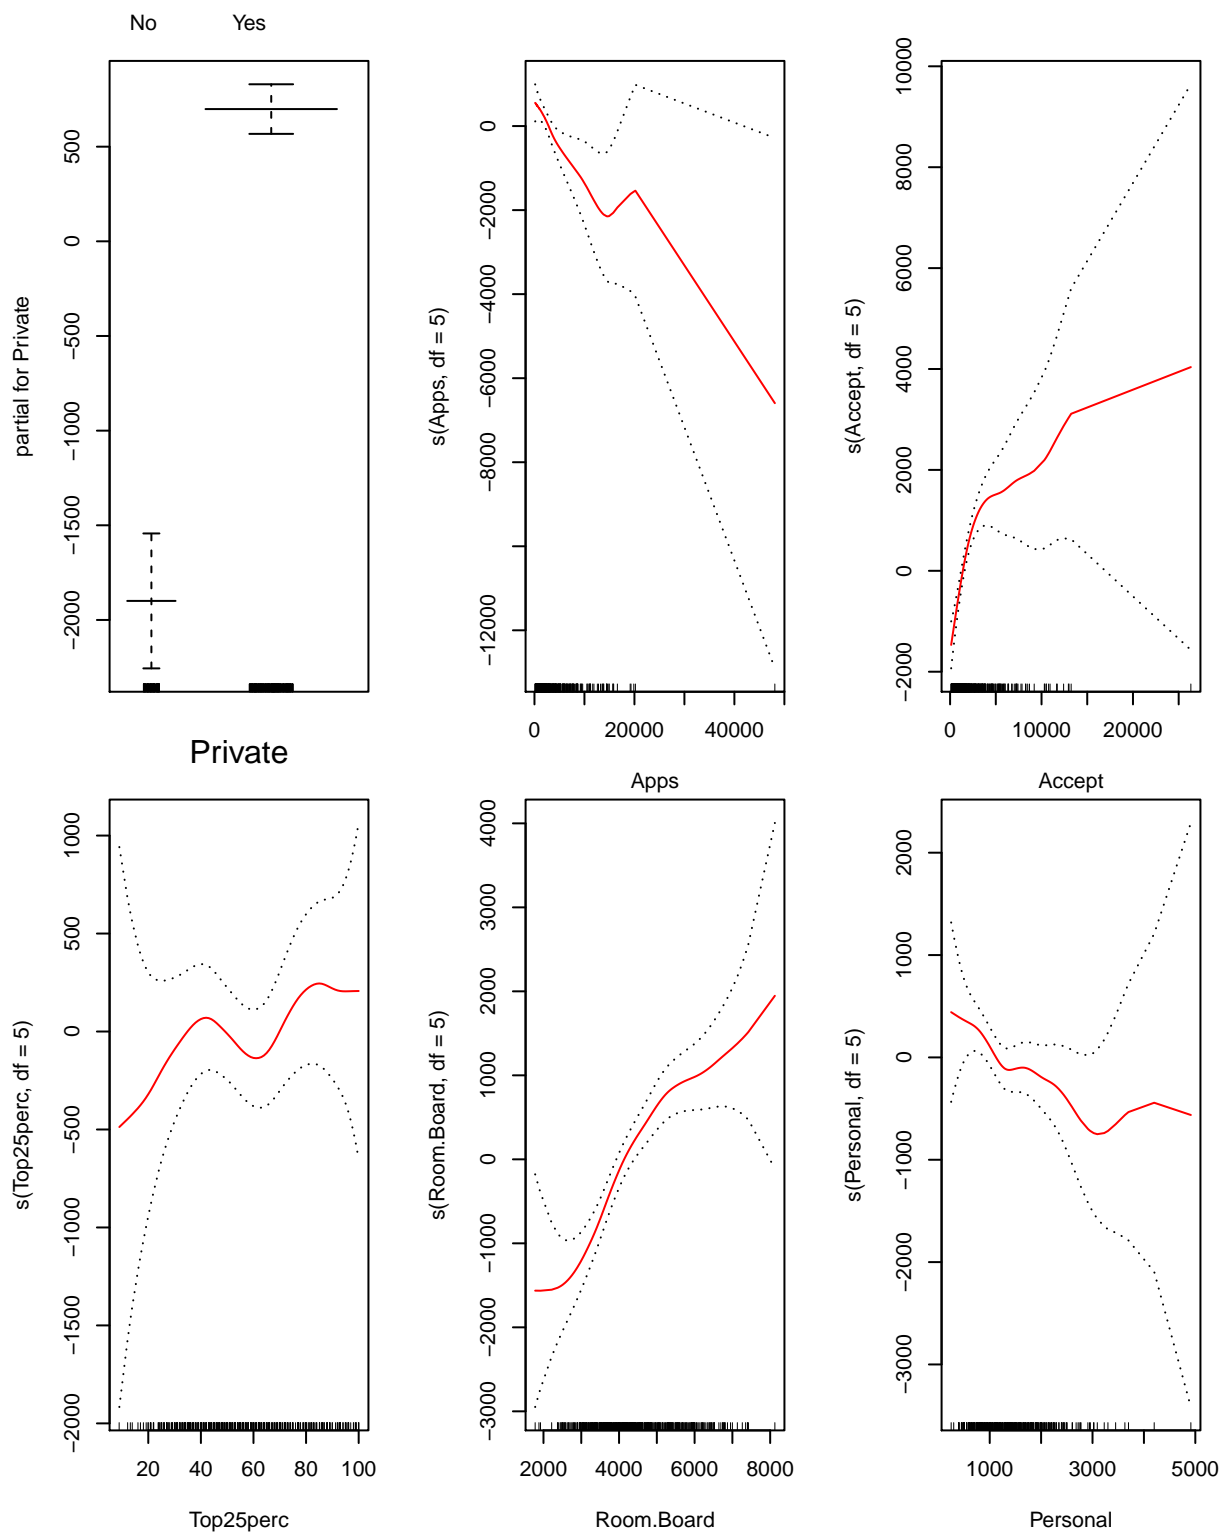 No Yes
partial for Private
500
0
−500
−1000
−1500
−2000
Private
s(Apps, df = 5)
0
−2000
−4000
−6000
−8000
−12000
0 20000 40000
Apps
s(Accept, df = 5)
10000
8000
6000
4000
2000
0
−2000
0 10000 20000
Accept
s(Top25perc, df = 5)
1000
500
0
−500
−1000
−1500
−2000
20 40 60 80 100
Top25perc
s(Room.Board, df = 5)
4000
3000
2000
1000
0
−1000
−2000
−3000
2000 4000 6000 8000
Room.Board
s(Personal, df = 5)
2000
1000
0
−1000
−2000
−3000
1000 3000 5000
Personal